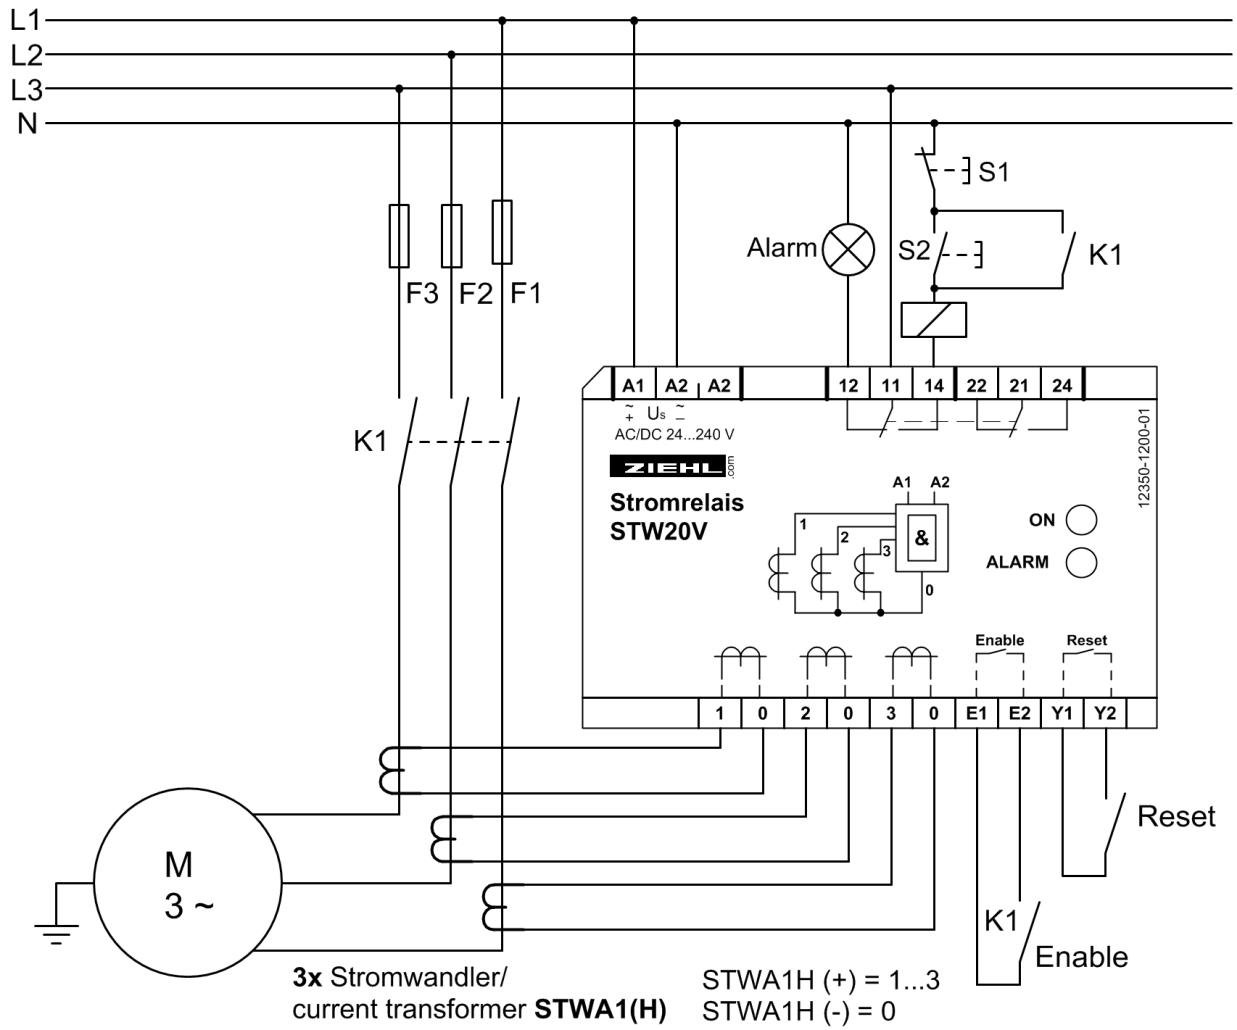 L1
L2
L3
N
S1
Alarm
S2
K1
F3
F2
F1
A1 A2 A2 12 11 14 22 21 24
~ Us ~
+ –
AC/DC 24...240 V
12350-1200-01
K1
ZIEHL.com
Stromrelais
STW20V
A1 A2
1
2
3
&
0
ON
ALARM
Enable Reset
1 0 2 0 3 0 E1 E2 Y1 Y2
Reset
M
3 ~
K1
Enable
3x Stromwandler/
current transformer STWA1(H)
STWA1H (+) = 1...3
STWA1H (-) = 0